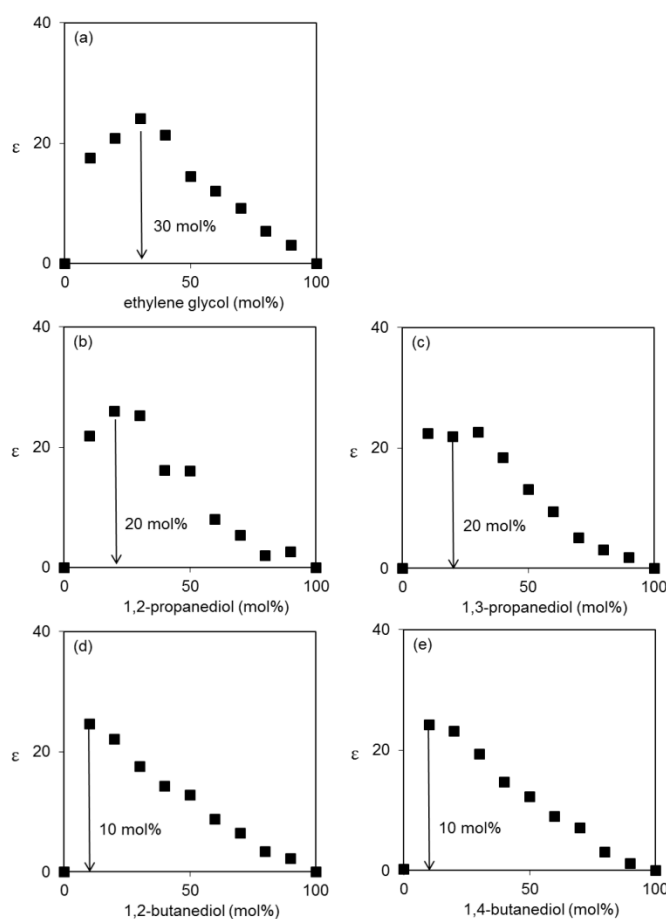 40
(a)
20
ε
30 mol%
0
0 50 100
ethylene glycol (mol%)
40
(b)
20
ε
20 mol%
0
0 50 100
1,2-propanediol (mol%)
40
(c)
20
ε
20 mol%
0
0 50 100
1,3-propanediol (mol%)
40
(d)
20
ε
10 mol%
0
0 50 100
1,2-butanediol (mol%)
40
(e)
20
ε
10 mol%
0
0 50 100
1,4-butanediol (mol%)